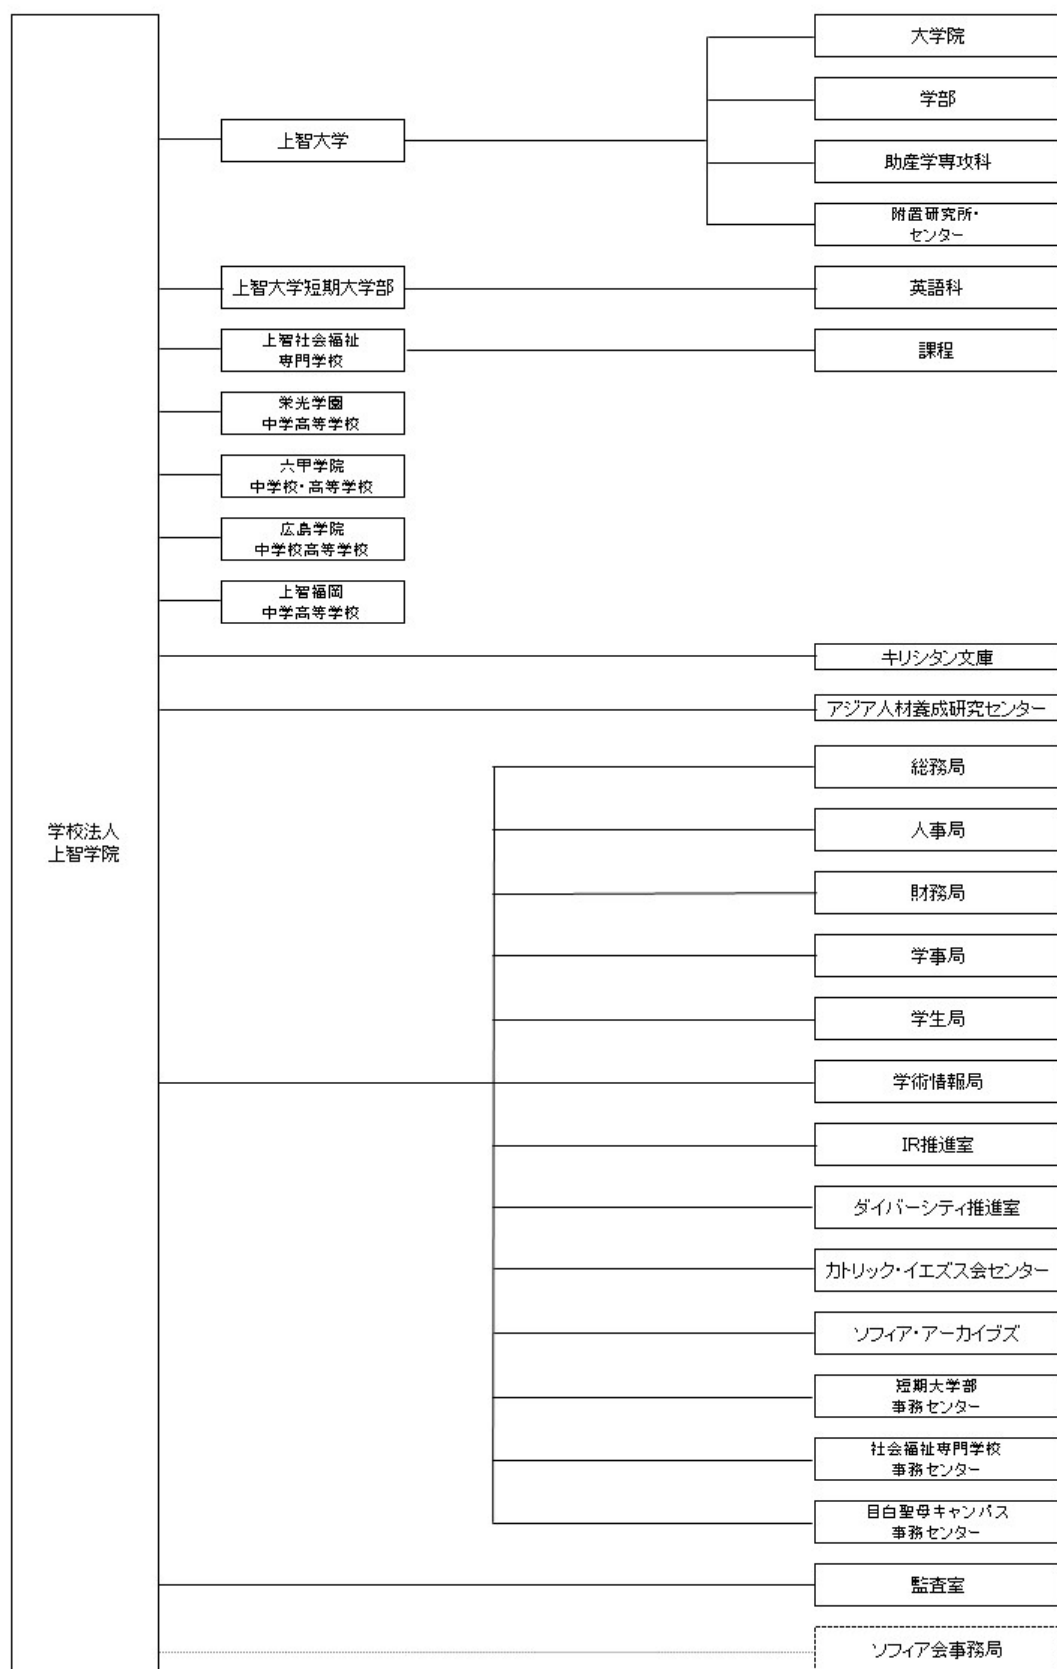 学校法人
上智学院
上智大学
大学院
学部
助産学専攻科
附置研究所・
センター
上智大学短期大学部
英語科
上智社会福祉
専門学校
課程
栄光学園
中学高等学校
六甲学院
中学校・高等学校
広島学院
中学校高等学校
上智福岡
中学高等学校
キリシタン文庫
アジア人材養成研究センター
総務局
人事局
財務局
学事局
学生局
学術情報局
IR推進室
ダイバーシティ推進室
カトリック・イエズス会センター
ソフィア・アーカイブズ
短期大学部
事務センター
社会福祉専門学校
事務センター
目白聖母キャンパス
事務センター
監査室
ソフィア会事務局